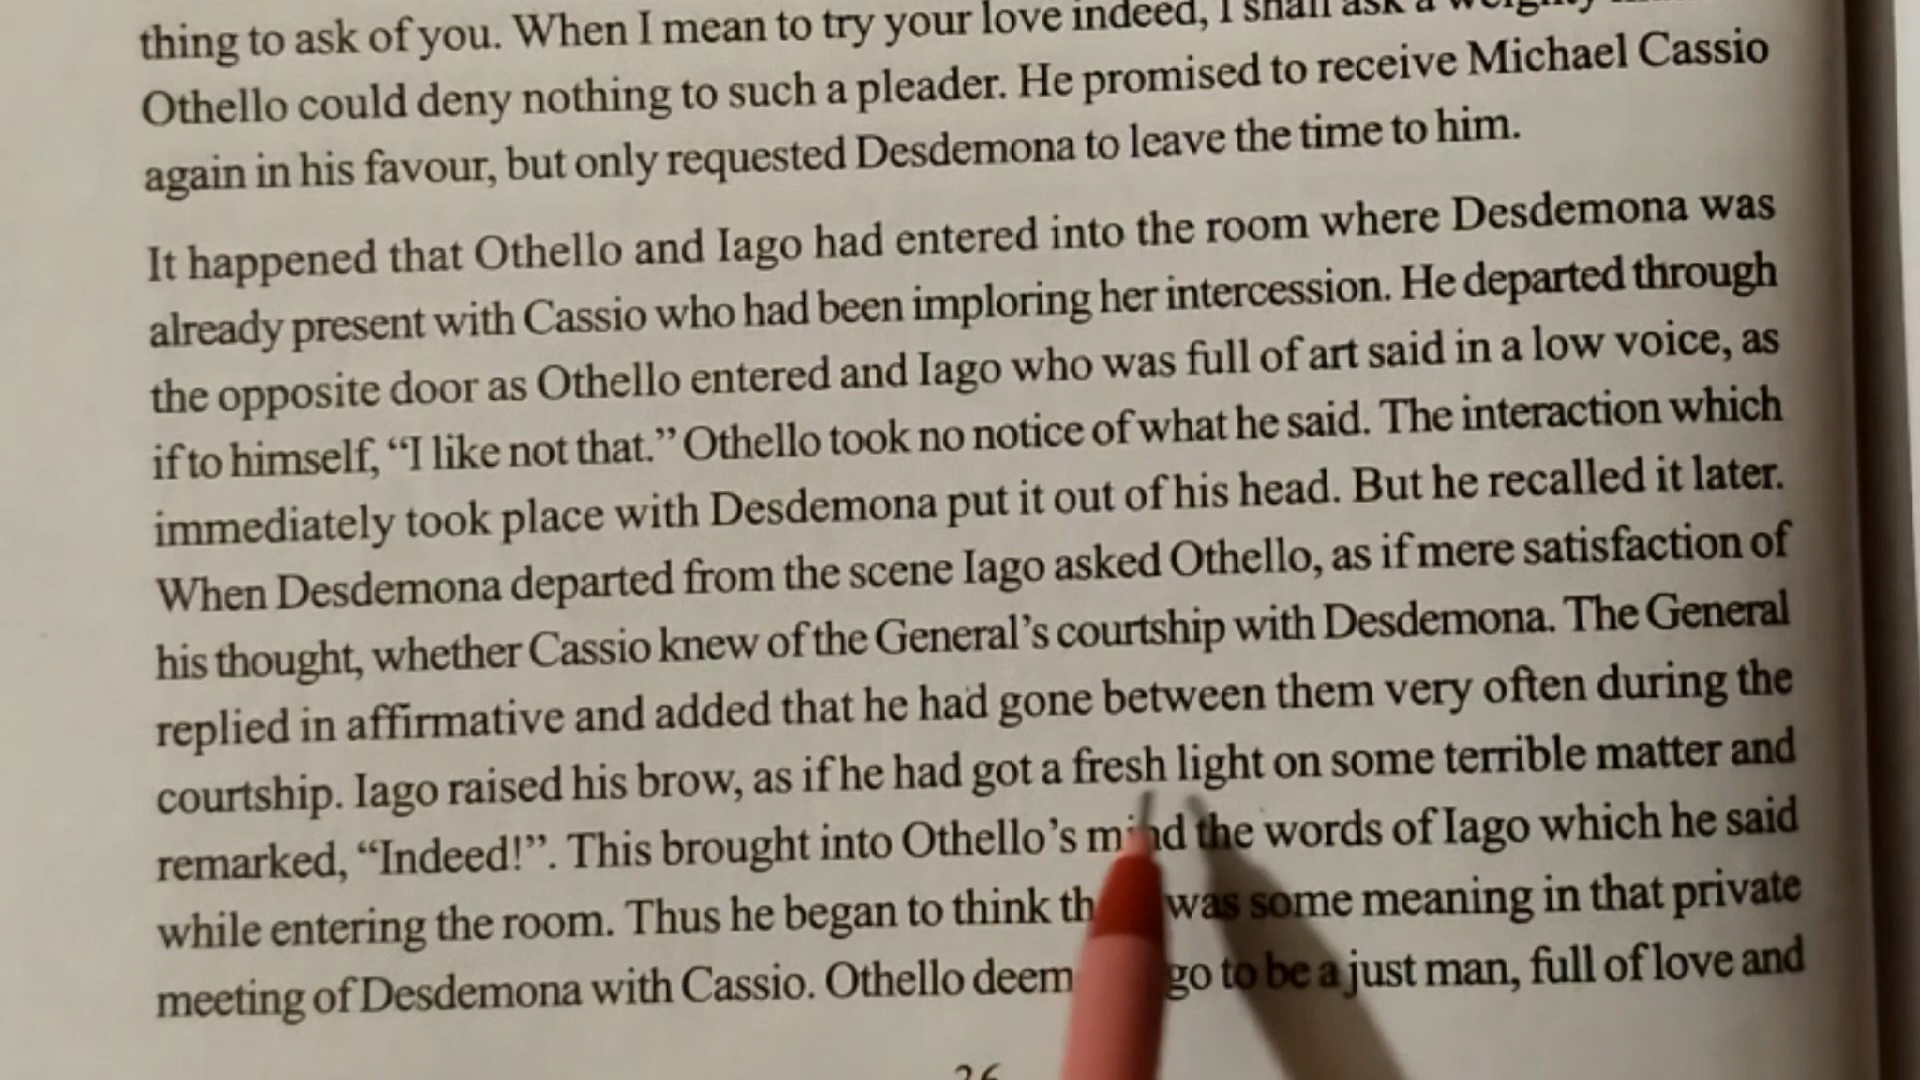 thing to ask of you. When I mean to try your love indeed, I shall ask a weighty
Othello could deny nothing to such a pleader. He promised to receive Michael Cassio
again in his favour, but only requested Desdemona to leave the time to him.
It happened that Othello and Iago had entered into the room where Desdemona was
already present with Cassio who had been imploring her intercession. He departed through
the opposite door as Othello entered and Iago who was full of art said in a low voice, as
if to himself, “I like not that.” Othello took no notice of what he said. The interaction which
immediately took place with Desdemona put it out of his head. But he recalled it later.
When Desdemona departed from the scene Iago asked Othello, as if mere satisfaction of
his thought, whether Cassio knew of the General’s courtship with Desdemona. The General
replied in affirmative and added that he had gone between them very often during the
courtship. Iago raised his brow, as if he had got a fresh light on some terrible matter and
remarked, “Indeed!”. This brought into Othello’s mind the words of Iago which he said
while entering the room. Thus he began to think was some meaning in that private
meeting of Desdemona with Cassio. Othello to be a just man, full of love and
26